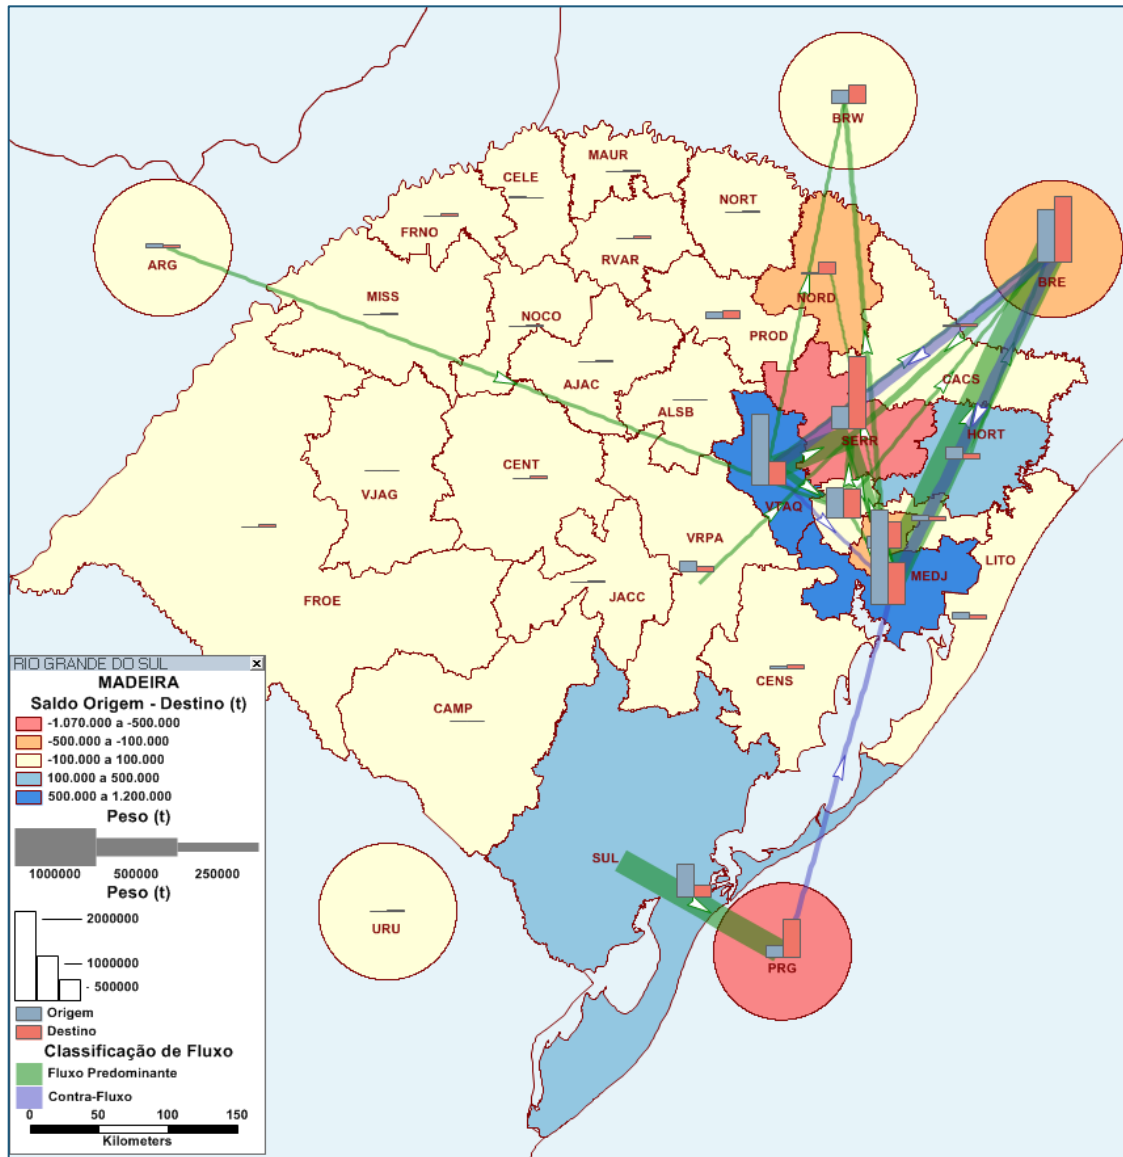 BRW
MAUR
CELE
NORT
FRNO
RVAR
ARG
BRE
MISS
NORD
NOCO
PROD
AJAC
CACS
ALSB
SERR
HORT
CENT
VJAG
VTAQ
VRPA
LITO
MEDJ
FROE
JACC
CENS
CAMP
SUL
URU
PRG
RIO GRANDE DO SUL
MADEIRA
Saldo Origem - Destino (t)
-1.070.000 a -500.000
-500.000 a -100.000
-100.000 a 100.000
100.000 a 500.000
500.000 a 1.200.000
Peso (t)
1000000 500000 250000
Peso (t)
2000000
1000000
500000
Origem
Destino
Classificação de Fluxo
Fluxo Predominante
Contra-Fluxo
0 50 100 150
Kilometers